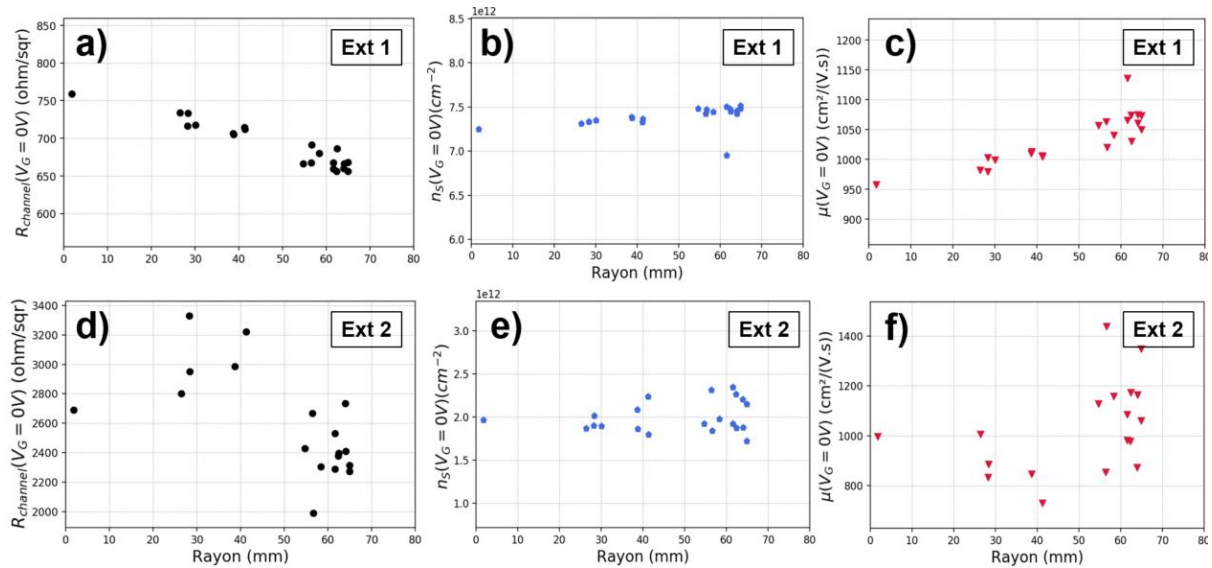 a)
Ext 1
R_channel(V_G = 0V) (ohm/sqr)
850
800
750
700
650
600
0 10 20 30 40 50 60 70 80
b)
Ext 1
1e12
n_S(V_G = 0V)(cm⁻²)
8.5
8.0
7.5
7.0
6.5
6.0
0 10 20 30 40 50 60 70 80
Rayon (mm)
c)
Ext 1
μ(V_G = 0V) (cm²/(V.s))
1200
1150
1100
1050
1000
950
900
0 10 20 30 40 50 60 70 80
d)
Ext 2
R_channel(V_G = 0V) (ohm/sqr)
3400
3200
3000
2800
2600
2400
2200
2000
0 10 20 30 40 50 60 70 80
Rayon (mm)
e)
Ext 2
1e12
n_S(V_G = 0V)(cm⁻²)
3.0
2.5
2.0
1.5
1.0
0 10 20 30 40 50 60 70 80
Rayon (mm)
f)
Ext 2
μ(V_G = 0V) (cm²/(V.s))
1400
1200
1000
800
0 10 20 30 40 50 60 70 80
Rayon (mm)